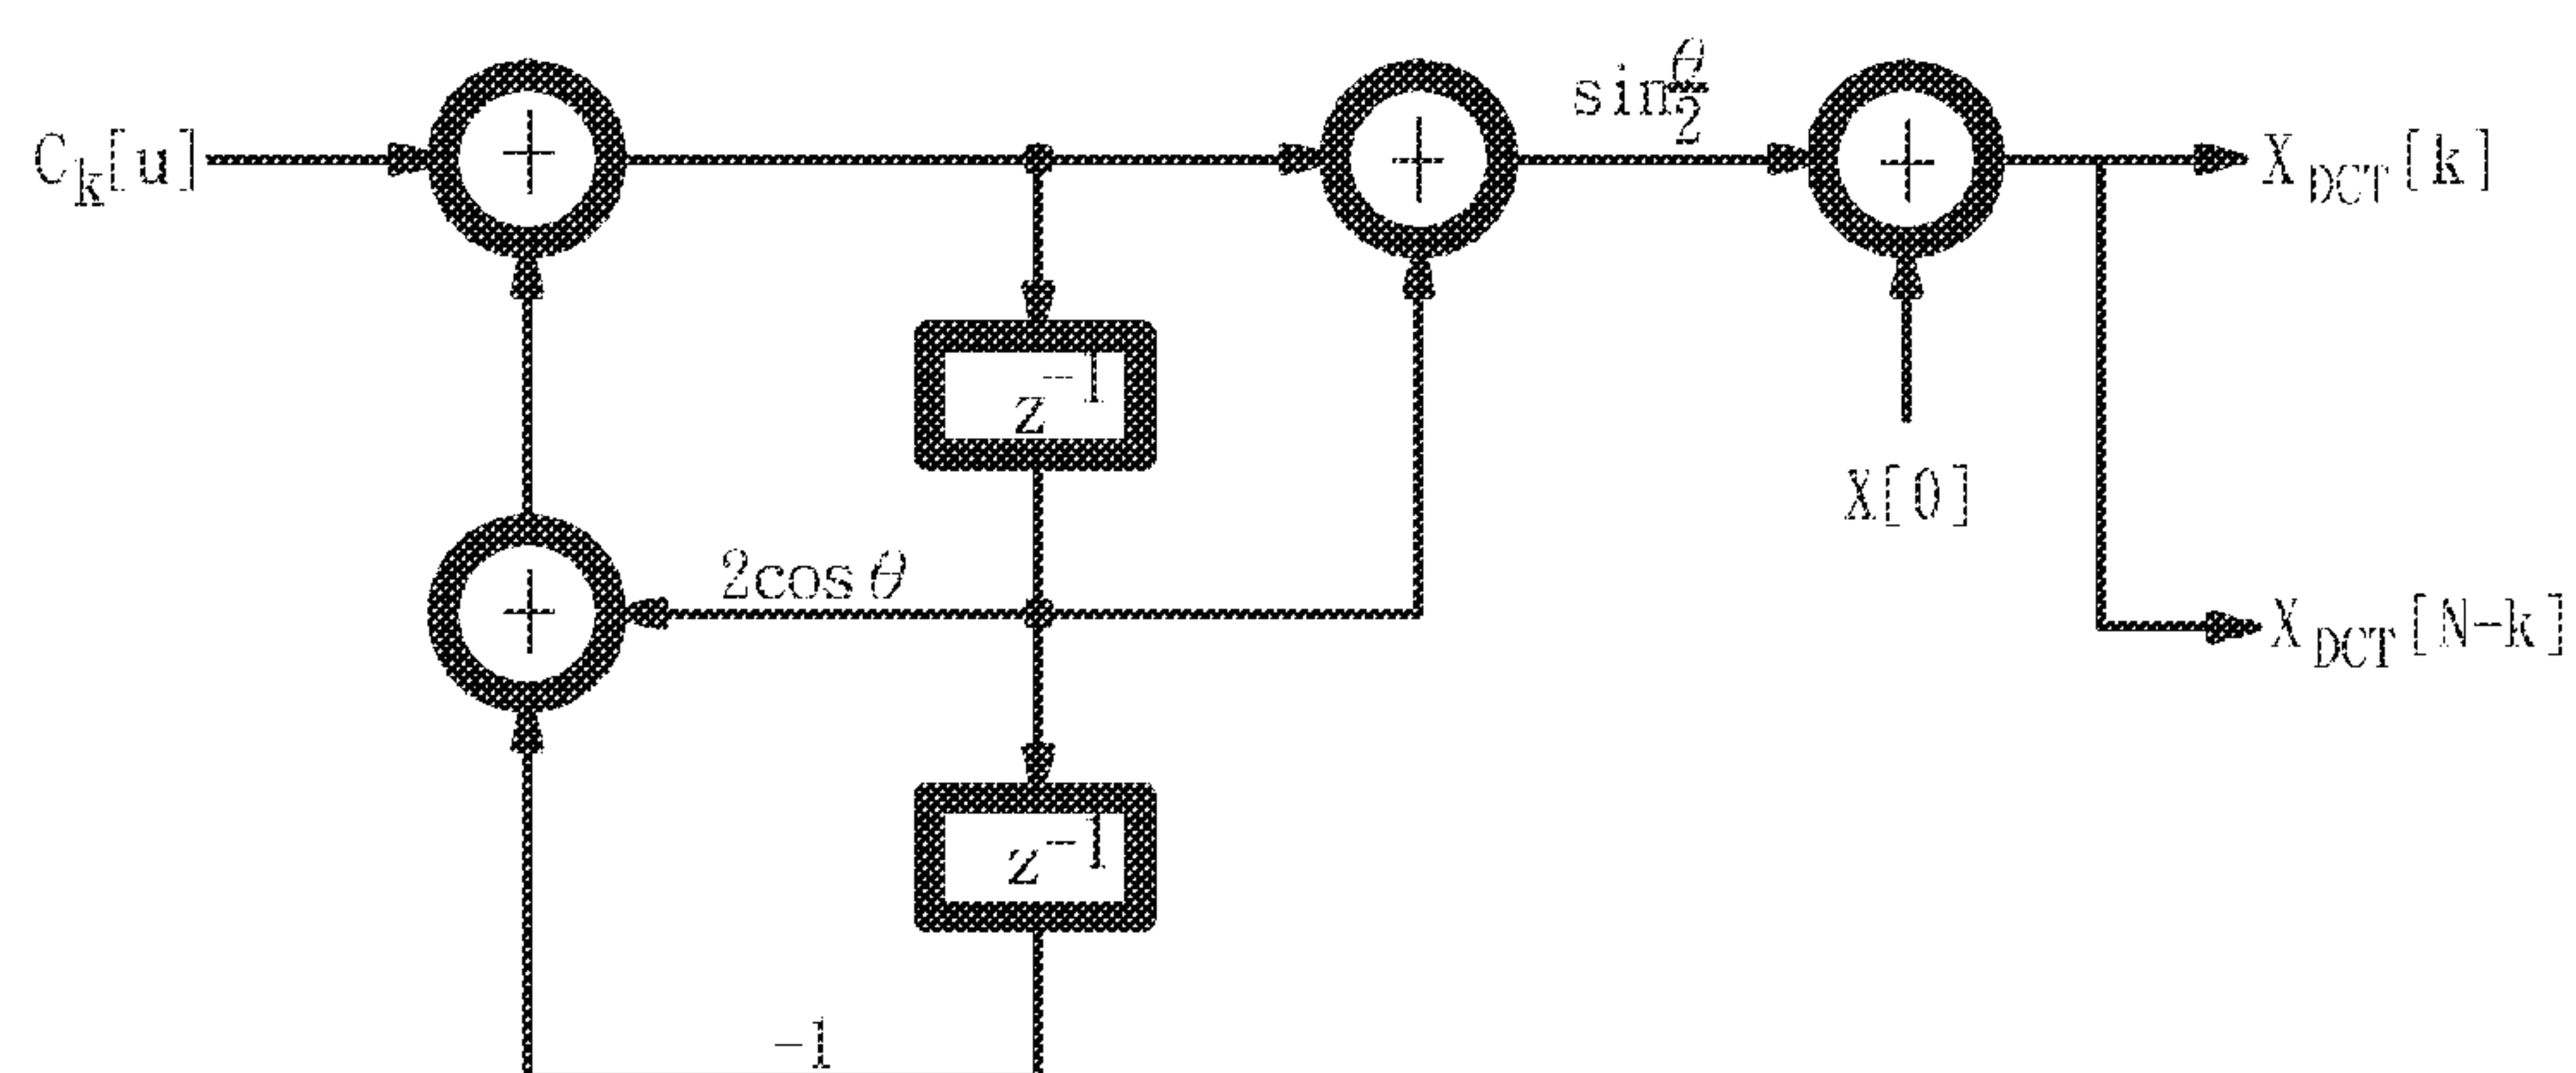 C_k[u]
+
+
sin θ/2
+
X_DCT[k]
z^-1
X[0]
+
2cos θ
X_DCT[N-k]
z^-1
-1